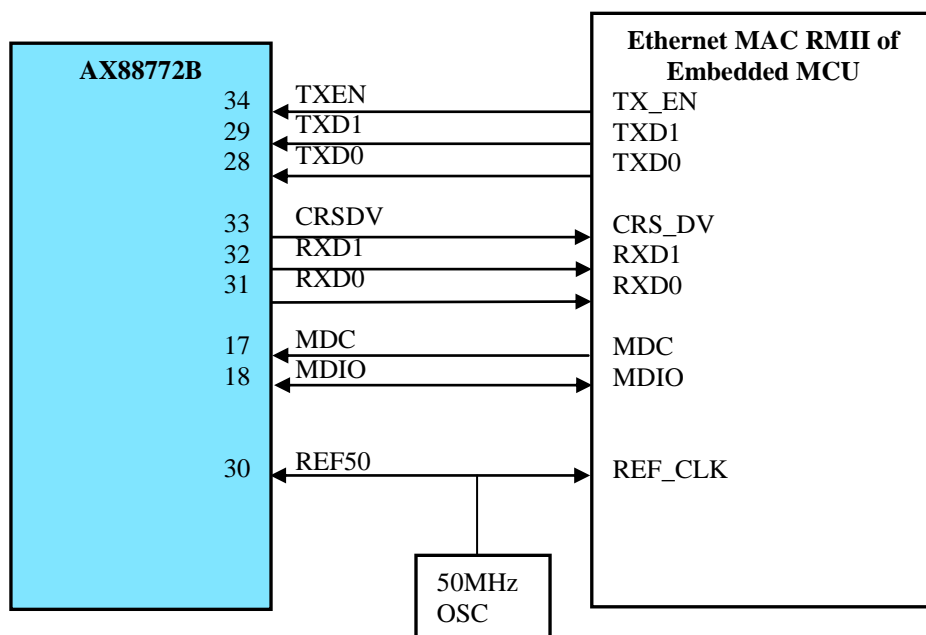 Ethernet MAC RMII of
Embedded MCU
AX88772B
34 TXEN TX_EN
29 TXD1 TXD1
28 TXD0 TXD0
33 CRSDV CRS_DV
32 RXD1 RXD1
31 RXD0 RXD0
17 MDC MDC
18 MDIO MDIO
30 REF50 REF_CLK
50MHz
OSC